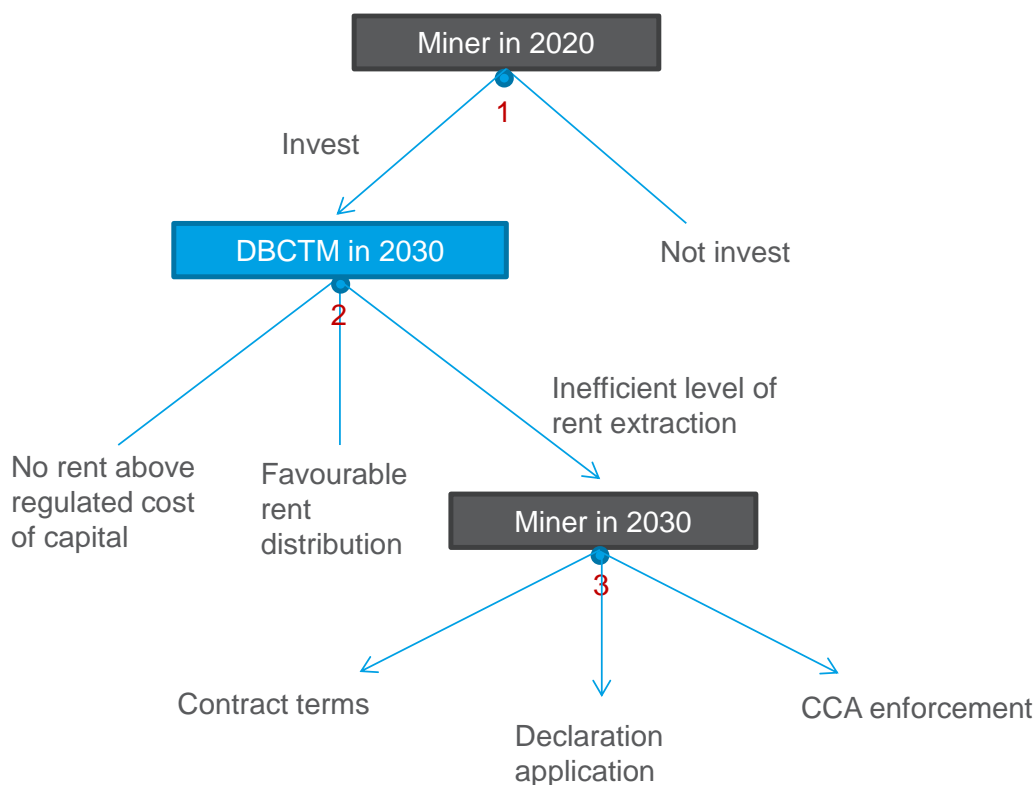 Miner in 2020
1
Invest
DBCTM in 2030
Not invest
2
Inefficient level of
rent extraction
No rent above
regulated cost
of capital
Favourable
rent
distribution
Miner in 2030
3
Contract terms
CCA enforcement
Declaration
application